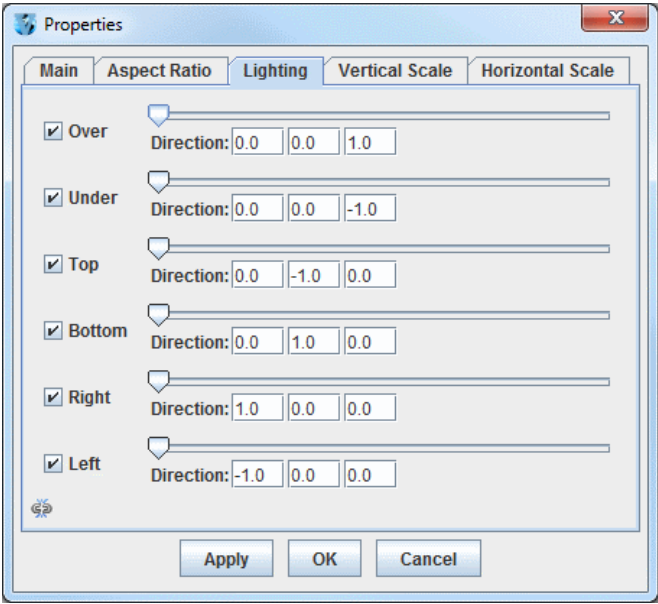 Properties
Main Aspect Ratio Lighting Vertical Scale Horizontal Scale
Over
Direction: 0.0 0.0 1.0
Under
Direction: 0.0 0.0 -1.0
Top
Direction: 0.0 -1.0 0.0
Bottom
Direction: 0.0 1.0 0.0
Right
Direction: 1.0 0.0 0.0
Left
Direction: -1.0 0.0 0.0
Apply OK Cancel